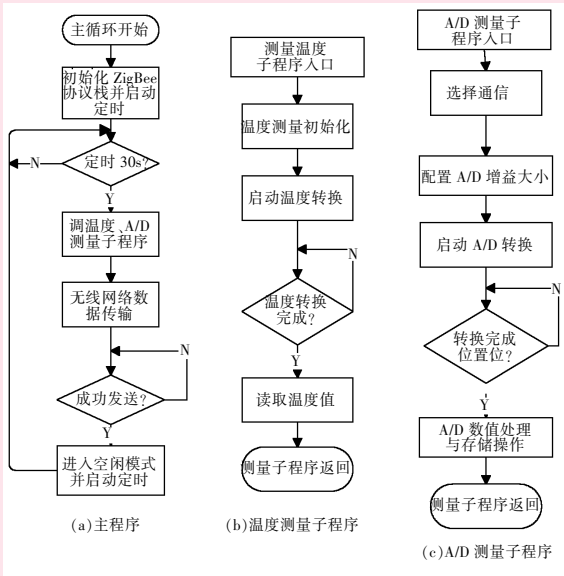 主循环开始
初始化 ZigBee
协议栈并启动
定时
定时 30s?
N
Y
调温度、A/D
测量子程序
无线网络数
据传输
N
成功发送?
Y
进入空闲模式
并启动定时
(a)主程序
测量温度
子程序入口
温度测量初始化
启动温度转换
N
温度转换
完成?
Y
读取温度值
测量子程序返回
(b)温度测量子程序
A/D 测量子
程序入口
选择通信
配置 A/D 增益大小
启动 A/D 转换
N
转换完成
位置位?
Y
A/D 数值处理
与存储操作
测量子程序返回
(c)A/D 测量子程序